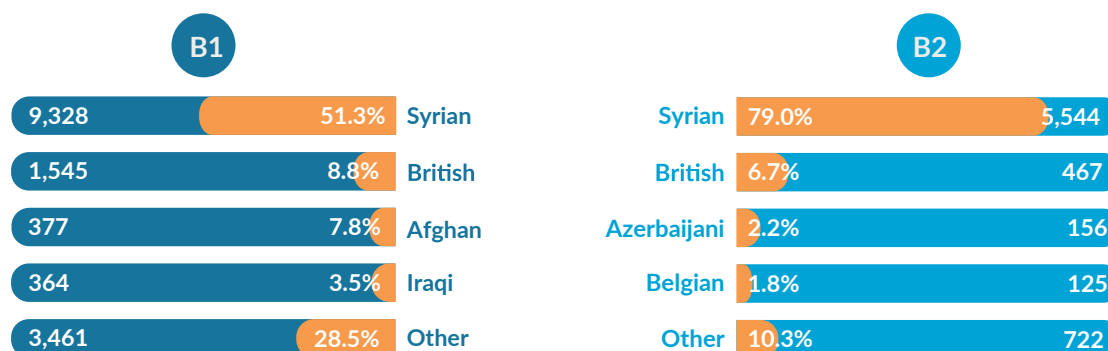 B1
9,328 51.3% Syrian
1,545 8.8% British
377 7.8% Afghan
364 3.5% Iraqi
3,461 28.5% Other
B2
Syrian 79.0% 5,544
British 6.7% 467
Azerbaijani 2.2% 156
Belgian 1.8% 125
Other 10.3% 722